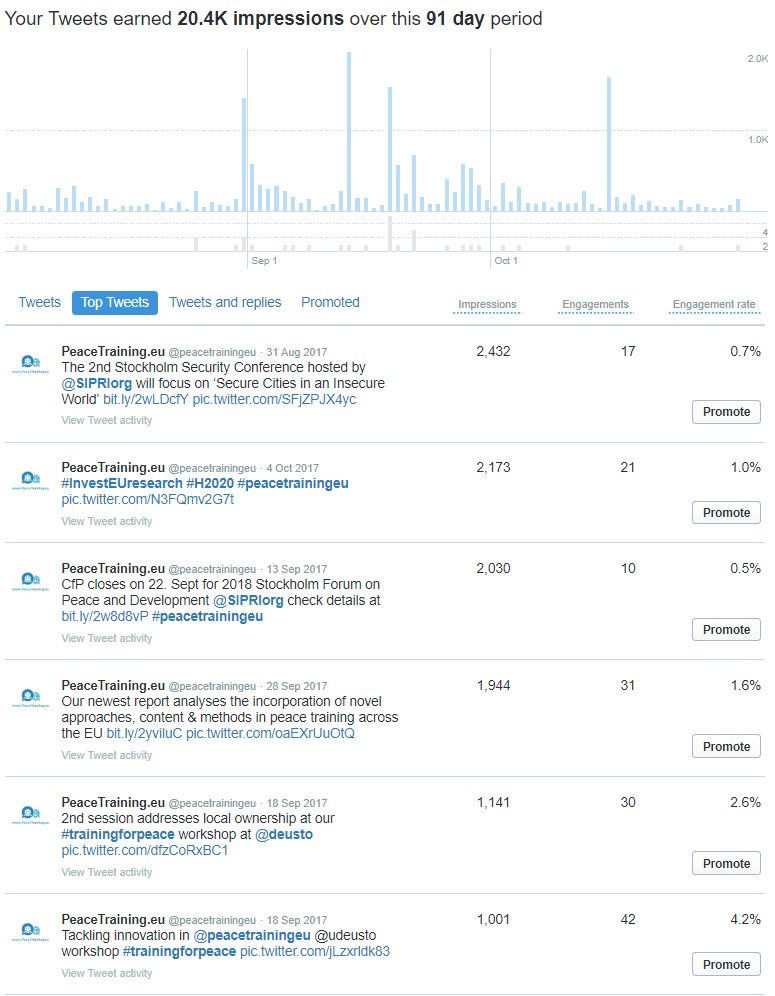 Your Tweets earned 20.4K impressions over this 91 day period
2.0K
1.0K
4
2
Sep 1
Oct 1
Tweets Top Tweets Tweets and replies Promoted Impressions Engagements Engagement rate
PeaceTraining.eu @peacetrainingeu · 31 Aug 2017 2,432 17 0.7%
The 2nd Stockholm Security Conference hosted by
@SIPRIorg will focus on ‘Secure Cities in an Insecure
World’ bit.ly/2wLDcfY pic.twitter.com/SFjZPJX4yc
View Tweet activity
Promote
PeaceTraining.eu @peacetrainingeu · 4 Oct 2017 2,173 21 1.0%
#InvestEUresearch #H2020 #peacetrainingeu
pic.twitter.com/N3FQmv2G7t
View Tweet activity
Promote
PeaceTraining.eu @peacetrainingeu · 13 Sep 2017 2,030 10 0.5%
CfP closes on 22. Sept for 2018 Stockholm Forum on
Peace and Development @SIPRIorg check details at
bit.ly/2w8d8vP #peacetrainingeu
View Tweet activity
Promote
PeaceTraining.eu @peacetrainingeu · 28 Sep 2017 1,944 31 1.6%
Our newest report analyses the incorporation of novel
approaches, content & methods in peace training across
the EU bit.ly/2yviIuC pic.twitter.com/oaEXrUuOtQ
View Tweet activity
Promote
PeaceTraining.eu @peacetrainingeu · 18 Sep 2017 1,141 30 2.6%
2nd session addresses local ownership at our
#trainingforpeace workshop at @deusto
pic.twitter.com/dfzCoRxBC1
View Tweet activity
Promote
PeaceTraining.eu @peacetrainingeu · 18 Sep 2017 1,001 42 4.2%
Tackling innovation in @peacetrainingeu @udeusto
workshop #trainingforpeace pic.twitter.com/jLzxrldk83
View Tweet activity
Promote